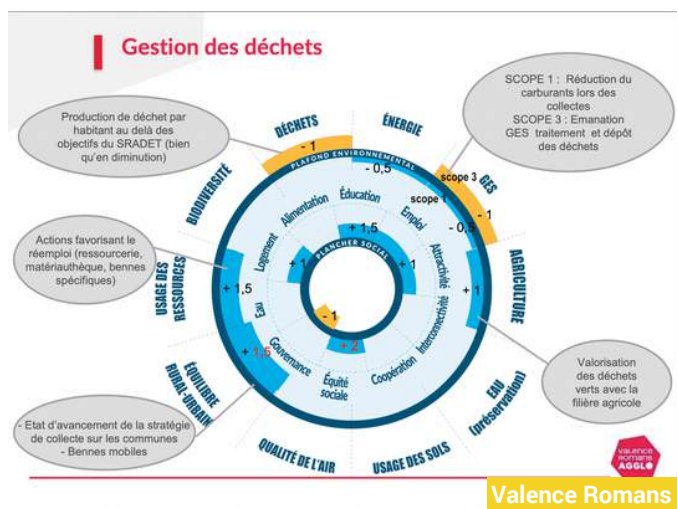 Gestion des déchets
Production de déchet par
habitant au delà des
objectifs du SRADET (bien
qu'en diminution)
SCOPE 1 : Réduction du
carburants lors des
collectes
SCOPE 3 : Emanation
GES traitement et dépôt
des déchets
DÉCHETS
ÉNERGIE
- 1
PLAFOND ENVIRONNEMENTAL
- 0,5
scope 3
GES
scope 1
- 1
- 0,5
BIODIVERSITÉ
Alimentation
Éducation
Emploi
+ 1,5
Logement
+ 1
PLANCHER SOCIAL
+ 1
Attractivité
Actions favorisant le
réemploi (ressourcerie,
matériauthèque, bennes
spécifiques)
USAGE DES
RESSOURCES
+ 1,5
Eau
Interconnectivité
+ 1
AGRICULTURE
- 1
+ 1,5
Gouvernance
+ 2
Équité
sociale
Coopération
ÉQUILIBRE
RURAL-URBAIN
EAU
(préservation)
Valorisation
des déchets
verts avec la
filière agricole
- Etat d'avancement de la stratégie
de collecte sur les communes
- Bennes mobiles
QUALITÉ DE L'AIR
USAGE DES SOLS
VALENCE
ROMANS
AGGLO
Valence Romans